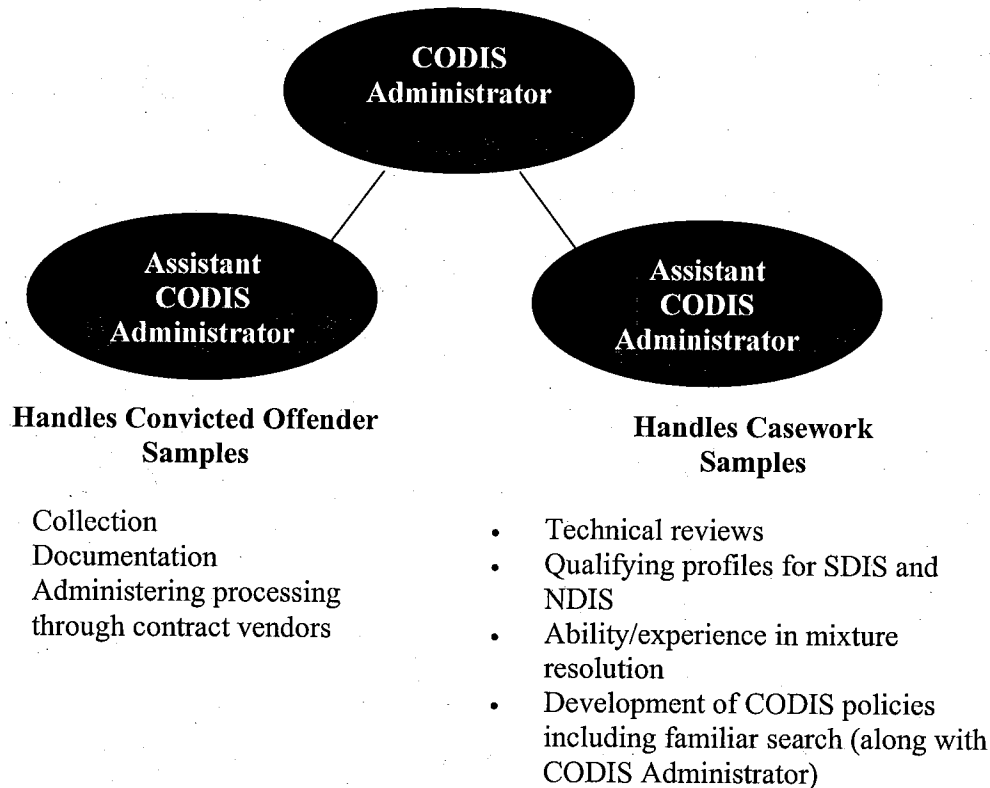 CODIS
Administrator
Assistant
CODIS
Administrator
Assistant
CODIS
Administrator
Handles Convicted Offender
Samples
Collection
Documentation
Administering processing
through contract vendors
Handles Casework
Samples
• Technical reviews
• Qualifying profiles for SDIS and
NDIS
• Ability/experience in mixture
resolution
• Development of CODIS policies
including familiar search (along with
CODIS Administrator)